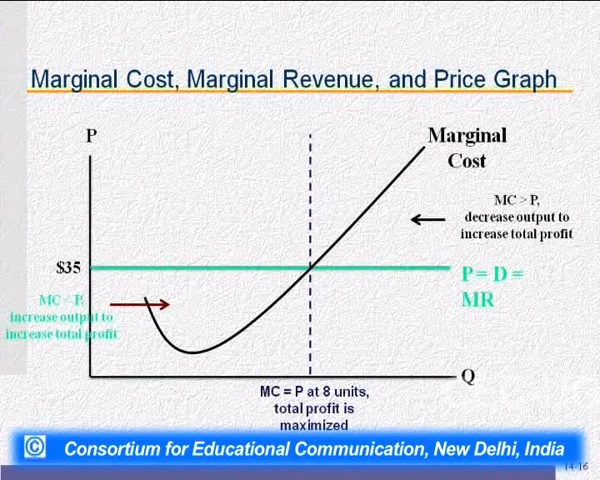 Marginal Cost, Marginal Revenue, and Price Graph
P
Marginal
Cost
MC > P,
decrease output to
increase total profit
$35
P = D =
MR
MC < P,
increase output to
increase total profit
Q
MC = P at 8 units,
total profit is
maximized
© Consortium for Educational Communication, New Delhi, India
14-16